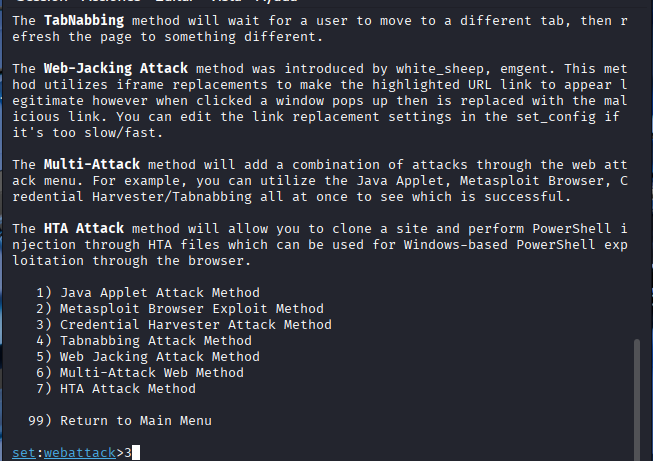 The TabNabbing method will wait for a user to move to a different tab, then r
efresh the page to something different.
The Web-Jacking Attack method was introduced by white_sheep, emgent. This met
hod utilizes iframe replacements to make the highlighted URL link to appear l
egitimate however when clicked a window pops up then is replaced with the mal
icious link. You can edit the link replacement settings in the set_config if
it's too slow/fast.
The Multi-Attack method will add a combination of attacks through the web att
ack menu. For example, you can utilize the Java Applet, Metasploit Browser, C
redential Harvester/Tabnabbing all at once to see which is successful.
The HTA Attack method will allow you to clone a site and perform PowerShell i
njection through HTA files which can be used for Windows-based PowerShell exp
loitation through the browser.
1) Java Applet Attack Method
2) Metasploit Browser Exploit Method
3) Credential Harvester Attack Method
4) Tabnabbing Attack Method
5) Web Jacking Attack Method
6) Multi-Attack Web Method
7) HTA Attack Method
99) Return to Main Menu
set:webattack>3